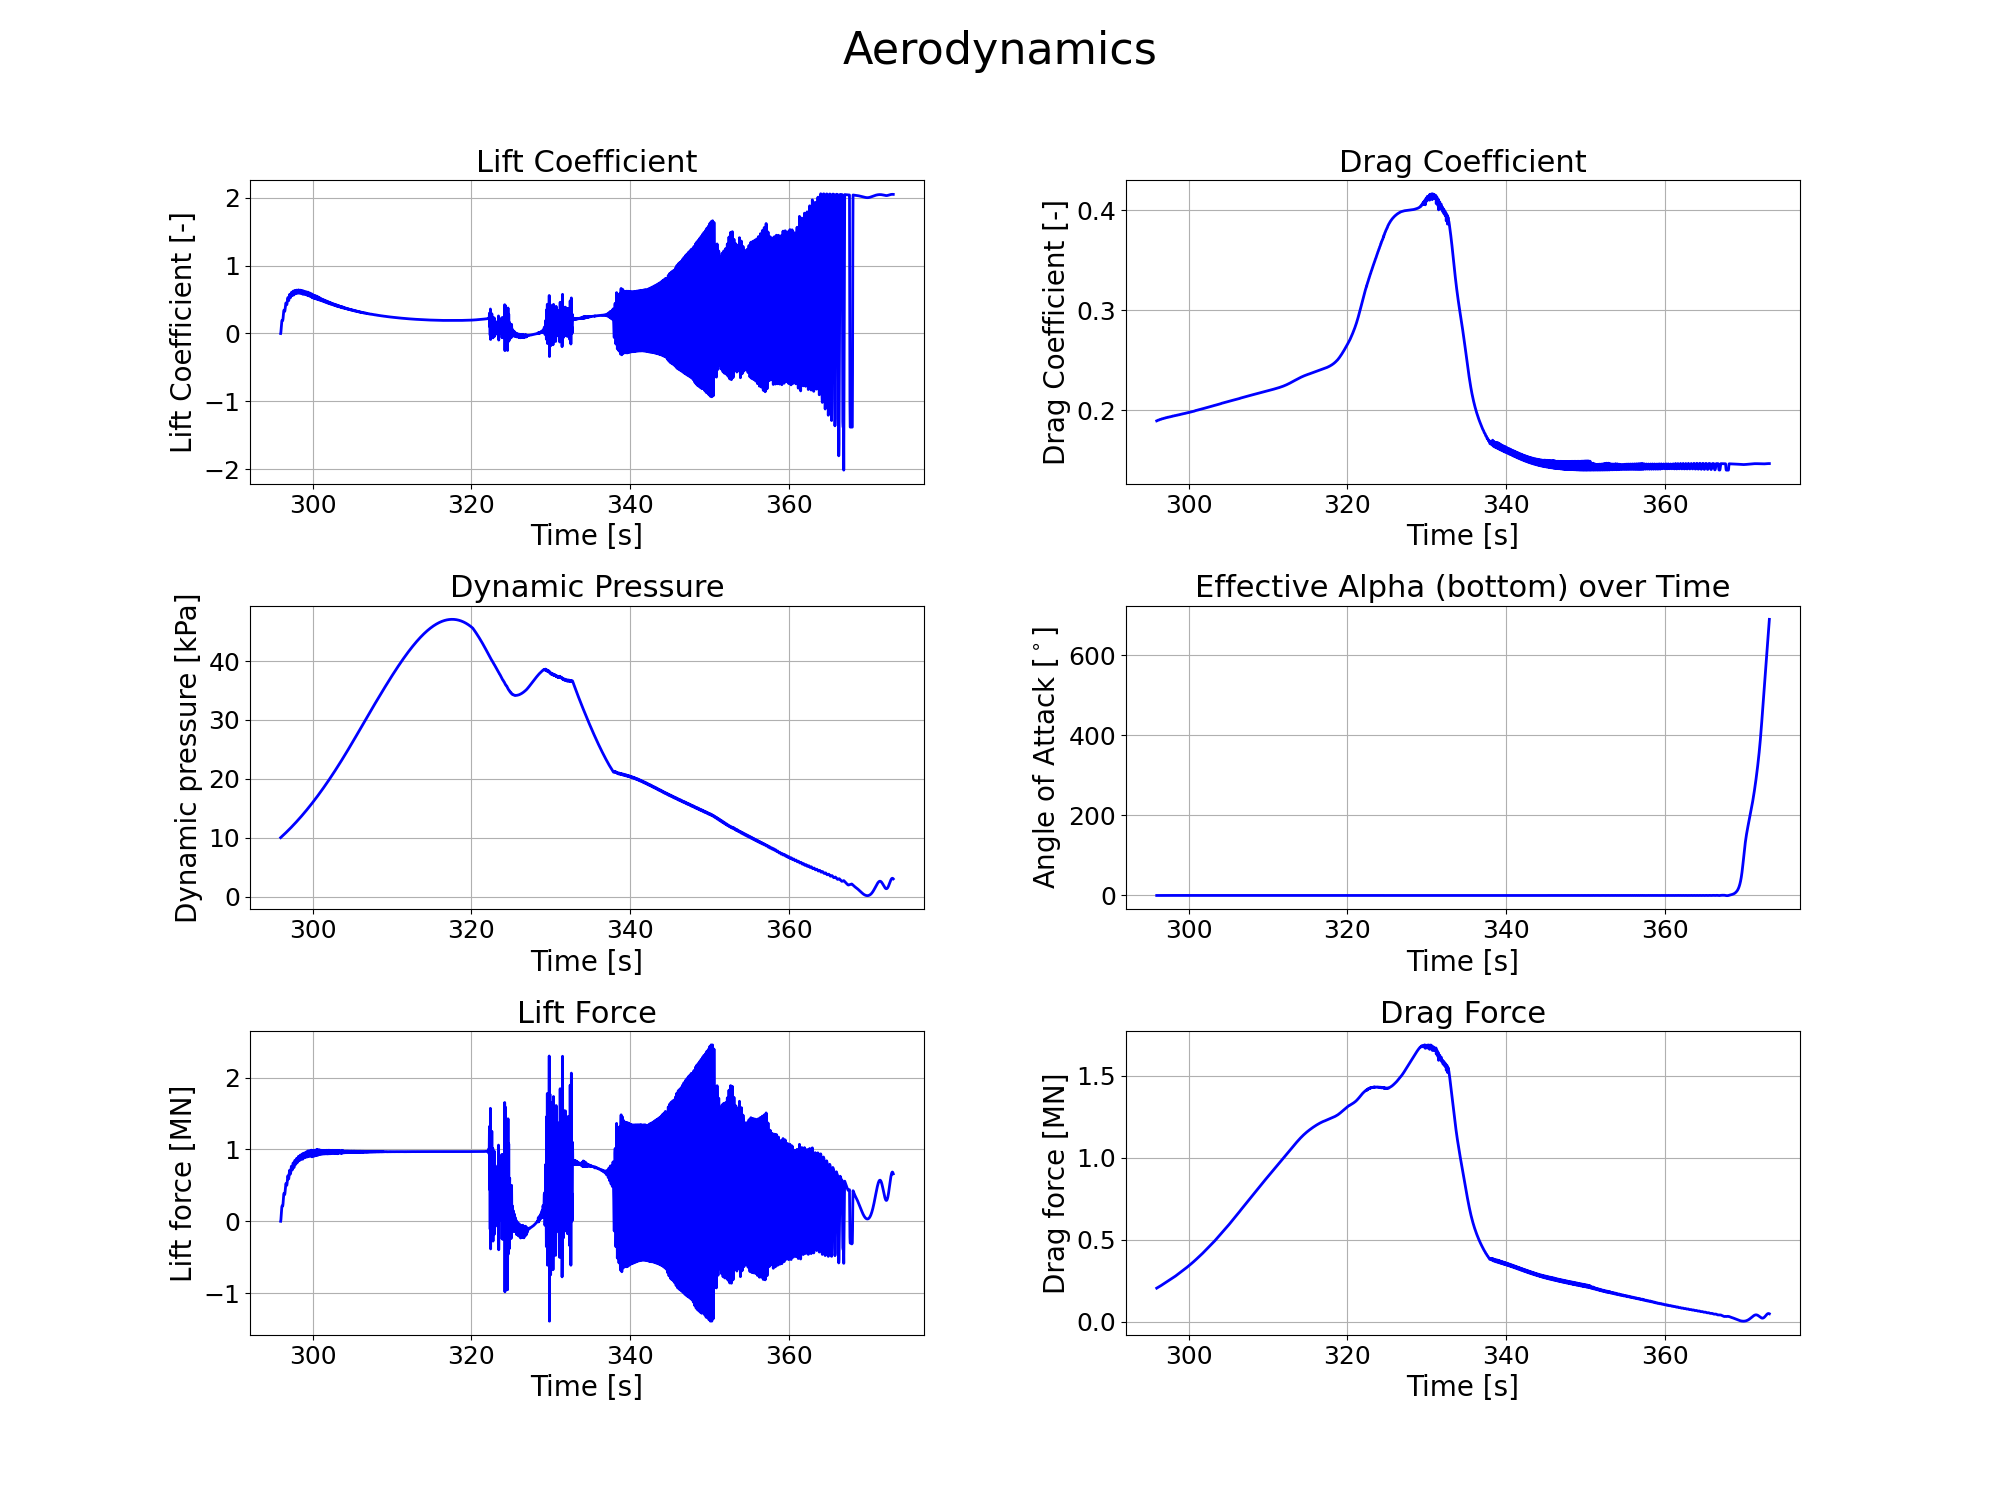 Aerodynamics
Lift Coefficient
Lift Coefficient [-]
2
1
0
−1
−2
300 320 340 360
Time [s]
Drag Coefficient
Drag Coefficient [-]
0.4
0.3
0.2
300 320 340 360
Time [s]
Dynamic Pressure
Dynamic pressure [kPa]
40
30
20
10
0
300 320 340 360
Time [s]
Effective Alpha (bottom) over Time
Angle of Attack [°]
600
400
200
0
300 320 340 360
Time [s]
Lift Force
Lift force [MN]
2
1
0
−1
300 320 340 360
Time [s]
Drag Force
Drag force [MN]
1.5
1.0
0.5
0.0
300 320 340 360
Time [s]